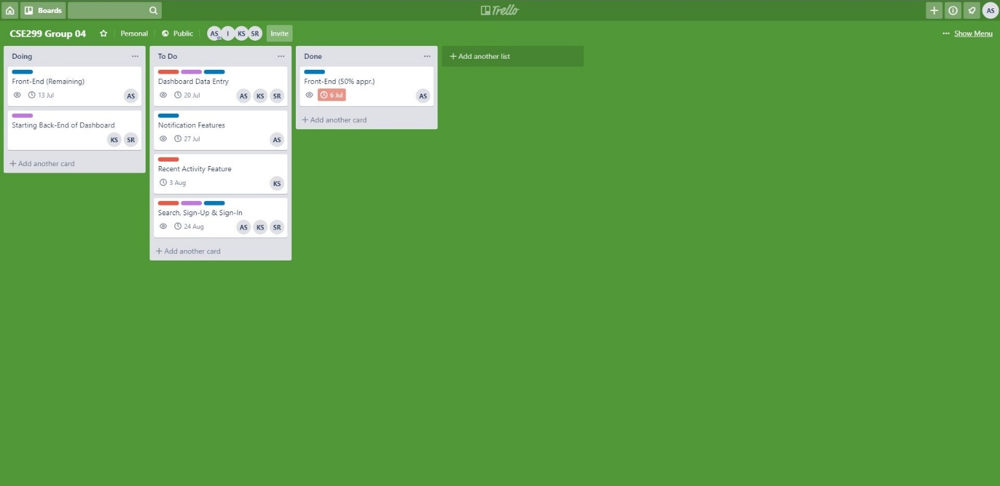 Boards
Trello
AS
CSE299 Group 04
Personal
Public
AS I KS SR
Invite
Show Menu
Doing
Front-End (Remaining)
13 Jul
AS
Starting Back-End of Dashboard
KS SR
+ Add another card
To Do
Dashboard Data Entry
20 Jul
AS KS SR
Notification Features
27 Jul
AS
Recent Activity Feature
3 Aug
KS
Search, Sign-Up & Sign-In
24 Aug
AS KS SR
+ Add another card
Done
Front-End (50% appr.)
6 Jul
AS
+ Add another card
+ Add another list